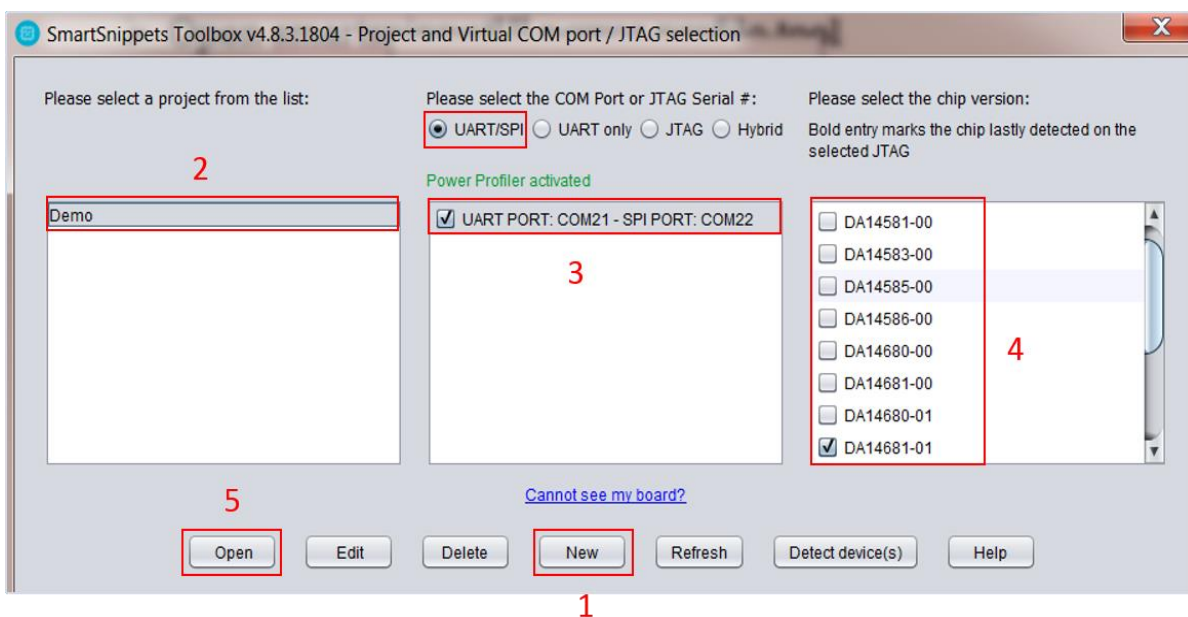 SmartSnippets Toolbox v4.8.3.1804 - Project and Virtual COM port / JTAG selection
X
Please select a project from the list:
2
Demo
Please select the COM Port or JTAG Serial #:
UART/SPI UART only JTAG Hybrid
Power Profiler activated
UART PORT: COM21 - SPI PORT: COM22
3
Please select the chip version:
Bold entry marks the chip lastly detected on the
selected JTAG
DA14581-00
DA14583-00
DA14585-00
DA14586-00
DA14680-00
DA14681-00
DA14680-01
DA14681-01
4
Cannot see my board?
5
Open Edit Delete New Refresh Detect device(s) Help
1